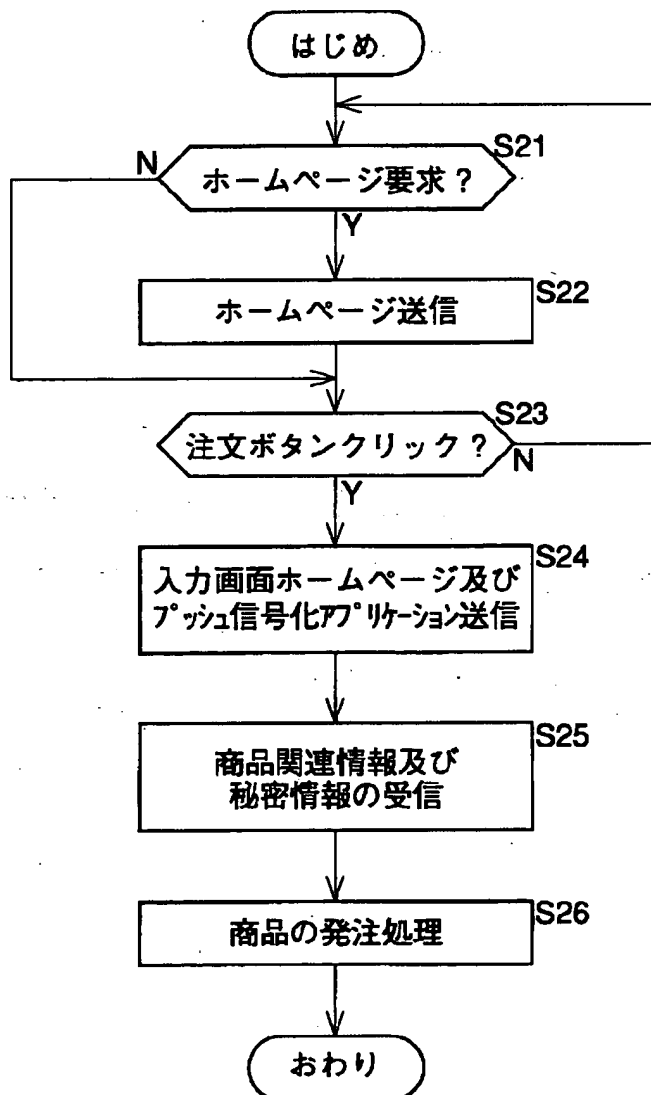 はじめ
S21
N
ホームページ要求？
Y
S22
ホームページ送信
S23
注文ボタンクリック？
N
Y
S24
入力画面ホームページ及び
プッシュ信号化アプリケーション送信
S25
商品関連情報及び
秘密情報の受信
S26
商品の発注処理
おわり